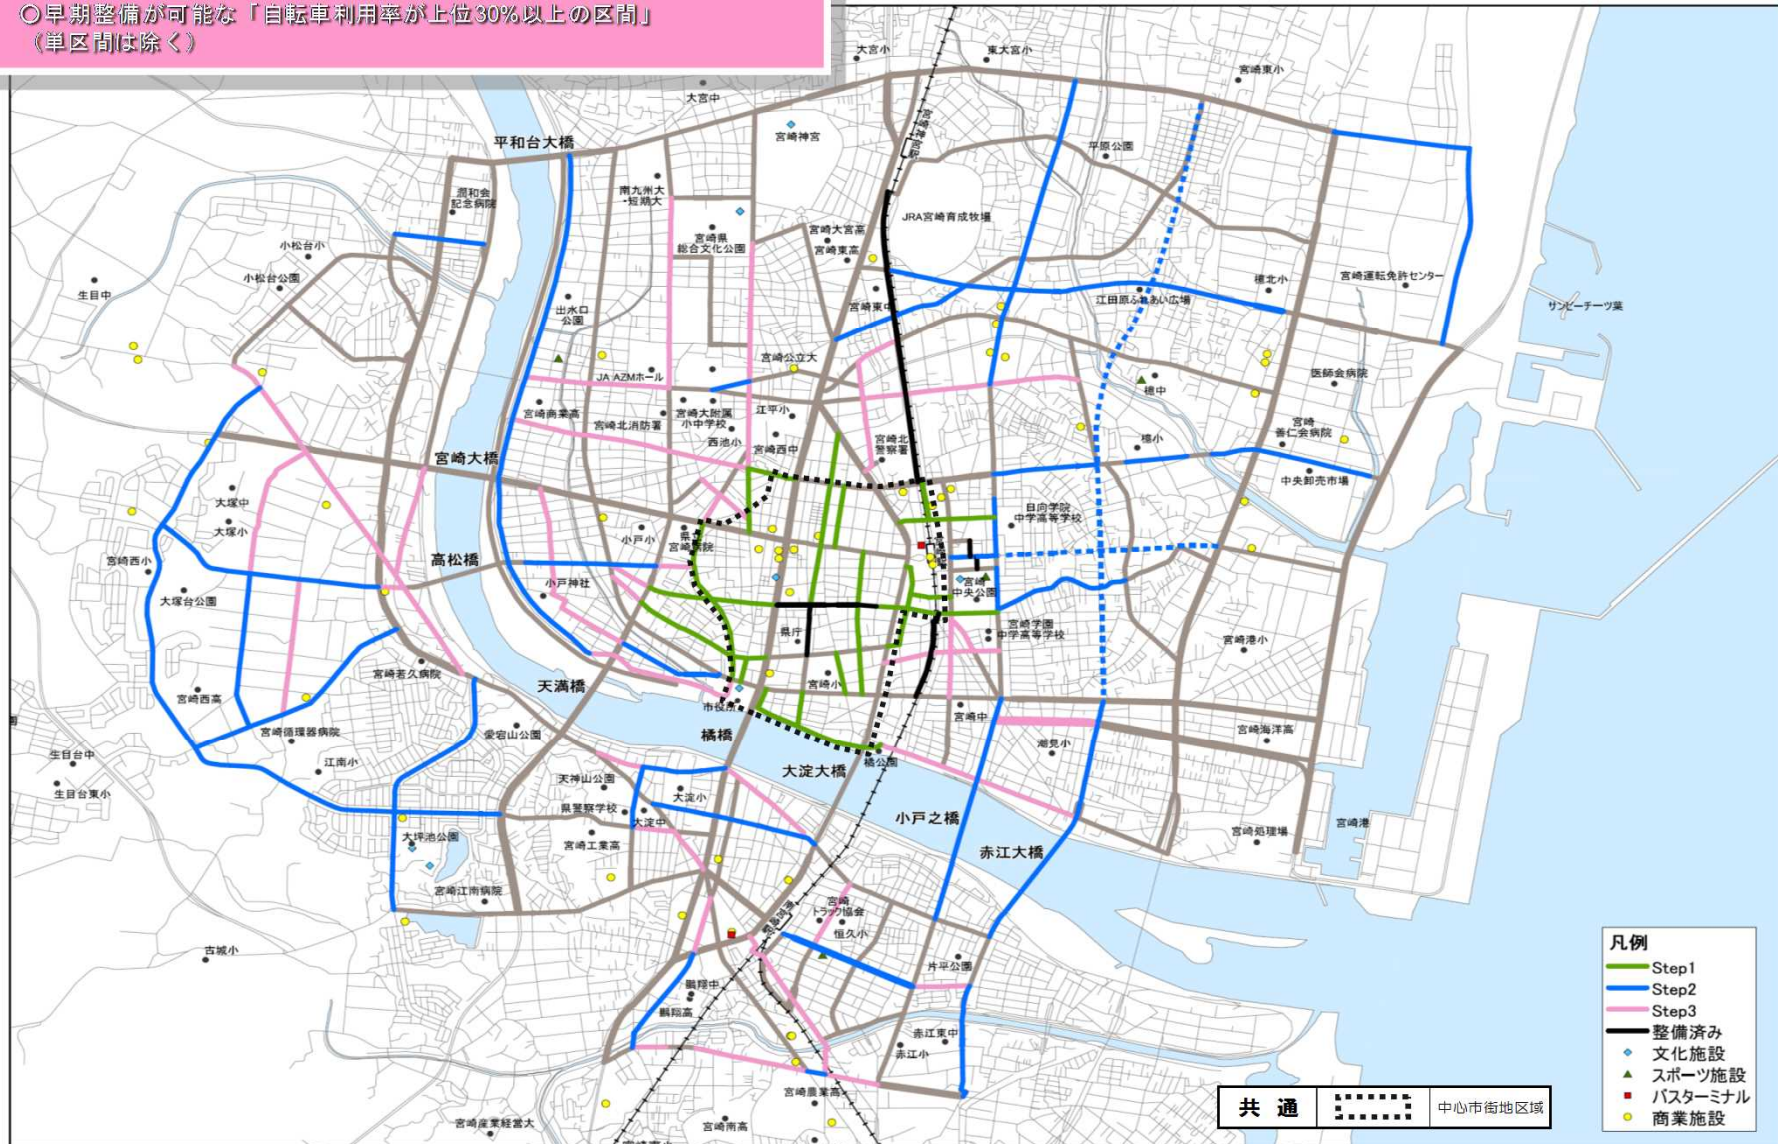 ○早期整備が可能な「自転車利用率が上位30%以上の区間」
（単区間は除く）
大宮小
東大宮小
宮崎東小
大宮中
宮崎神宮
平和台大橋
平原公園
潤和会
記念病院
南九州大
・短期大
宮崎県
総合文化公園
JRA宮崎育成牧場
宮崎大宮高
宮崎東高
小松台小
小松台公園
生目中
宮崎運転免許センター
檍北小
江田原ふれあい広場
サンビーチ一ツ葉
出水口
公園
宮崎東中
宮崎公立大
JA AZMホール
医師会病院
檍中
宮崎商業高
宮崎北消防署
宮崎大附属
小中学校
江平小
西池小
宮崎西中
宮崎北
警察署
檍小
宮崎
善仁会病院
中央卸売市場
宮崎大橋
大塚中
大塚小
日向学院
中学高等学校
小戸小
県立
宮崎病院
高松橋
宮崎西小
大塚台公園
小戸神社
宮崎
中央公園
県庁
宮崎学園
中学高等学校
宮崎港小
宮崎若久病院
天満橋
宮崎小
宮崎西高
市役所
宮崎中
宮崎循環器病院
愛宕山公園
橘橋
宮崎海洋高
潮見小
生目台中
江南小
大淀大橋
橘公園
天神山公園
生目台東小
県警察学校
大淀小
大淀中
小戸之橋
宮崎港
宮崎処理場
大坪池公園
宮崎工業高
赤江大橋
宮崎江南病院
宮崎
トラック協会
恒久小
古城小
片平公園
鵬翔中
鵬翔高
赤江東中
赤江小
宮崎農業高
宮崎産業経営大
宮崎南高
凡例
Step1
Step2
Step3
整備済み
文化施設
スポーツ施設
バスターミナル
商業施設
共 通
中心市街地区域